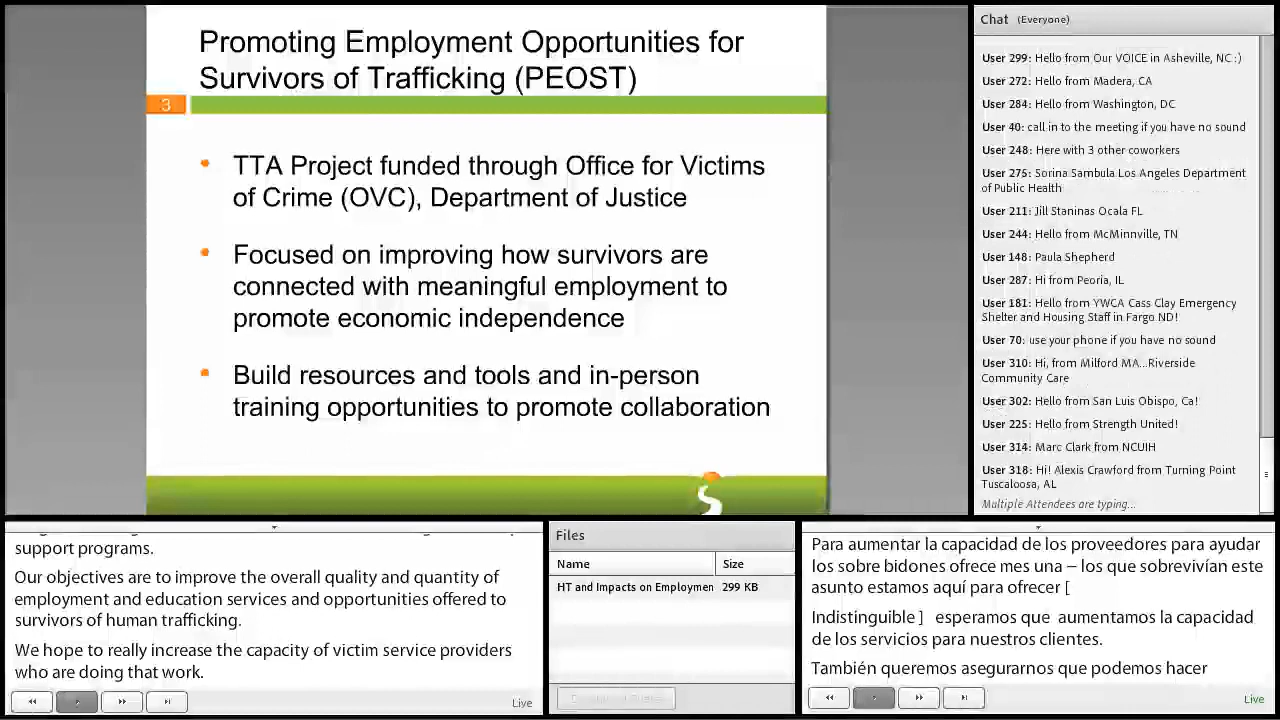 Promoting Employment Opportunities for
Survivors of Trafficking (PEOST)
3
TTA Project funded through Office for Victims
of Crime (OVC), Department of Justice
Focused on improving how survivors are
connected with meaningful employment to
promote economic independence
Build resources and tools and in-person
training opportunities to promote collaboration
Chat (Everyone)
User 299: Hello from Our VOICE in Asheville, NC :)
User 272: Hello from Madera, CA
User 284: Hello from Washington, DC
User 40: call in to the meeting if you have no sound
User 248: Here with 3 other coworkers
User 275: Sorina Sambula Los Angeles Department
of Public Health
User 211: Jill Staninas Ocala FL
User 244: Hello from McMinnville, TN
User 148: Paula Shepherd
User 287: Hi from Peoria, IL
User 181: Hello from YWCA Cass Clay Emergency
Shelter and Housing Staff in Fargo ND!
User 70: use your phone if you have no sound
User 310: Hi, from Milford MA...Riverside
Community Care
User 302: Hello from San Luis Obispo, Ca!
User 225: Hello from Strength United!
User 314: Marc Clark from NCUIH
User 318: Hi! Alexis Crawford from Turning Point
Tuscaloosa, AL
Multiple Attendees are typing...
support programs.
Our objectives are to improve the overall quality and quantity of
employment and education services and opportunities offered to
survivors of human trafficking.
We hope to really increase the capacity of victim service providers
who are doing that work.
Live
Files
Name Size
HT and Impacts on Employmen 299 KB
Para aumentar la capacidad de los proveedores para ayudar
los sobre bidones ofrece mes una – los que sobrevivían este
asunto estamos aquí para ofrecer [
Indistinguible ] esperamos que aumentamos la capacidad
de los servicios para nuestros clientes.
También queremos asegurarnos que podemos hacer
Live